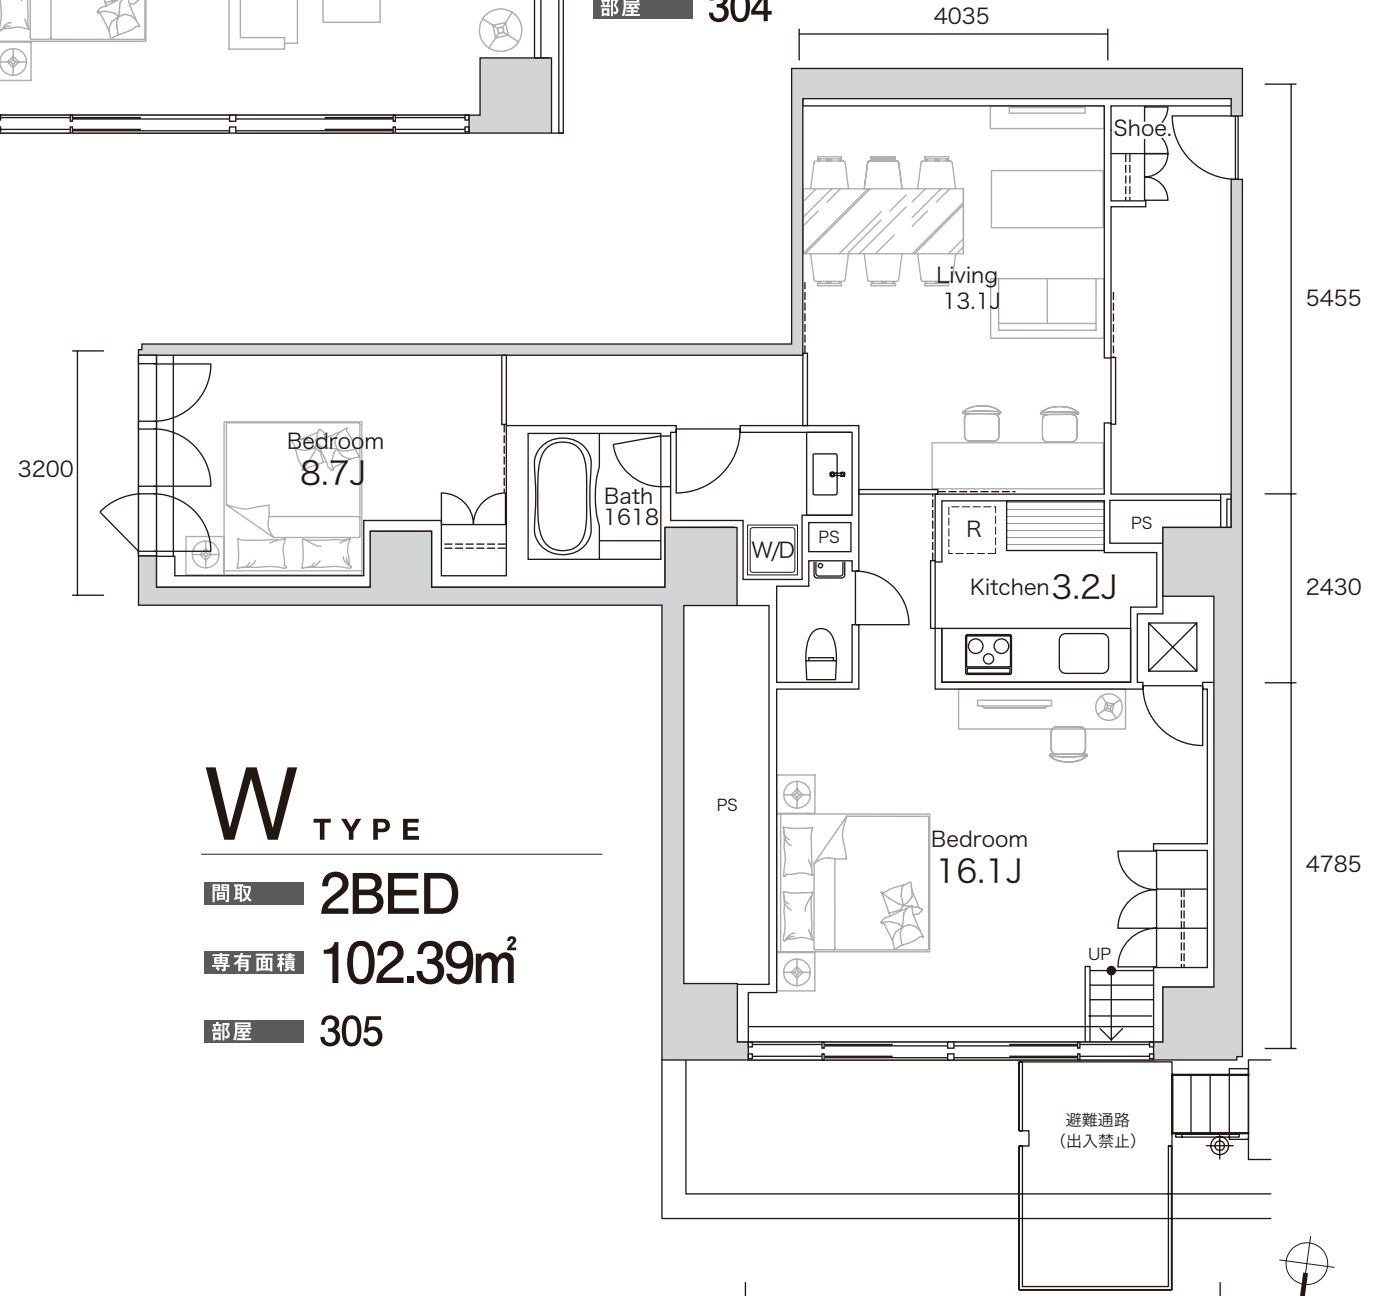 部屋 304
4035
Shoe.
Living
13.1J
5455
3200
Bedroom
8.7J
Bath
1618
W/D
PS
R
PS
Kitchen 3.2J
2430
PS
Bedroom
16.1J
4785
UP
W TYPE
間取 2BED
専有面積 102.39㎡
部屋 305
避難通路
(出入禁止)